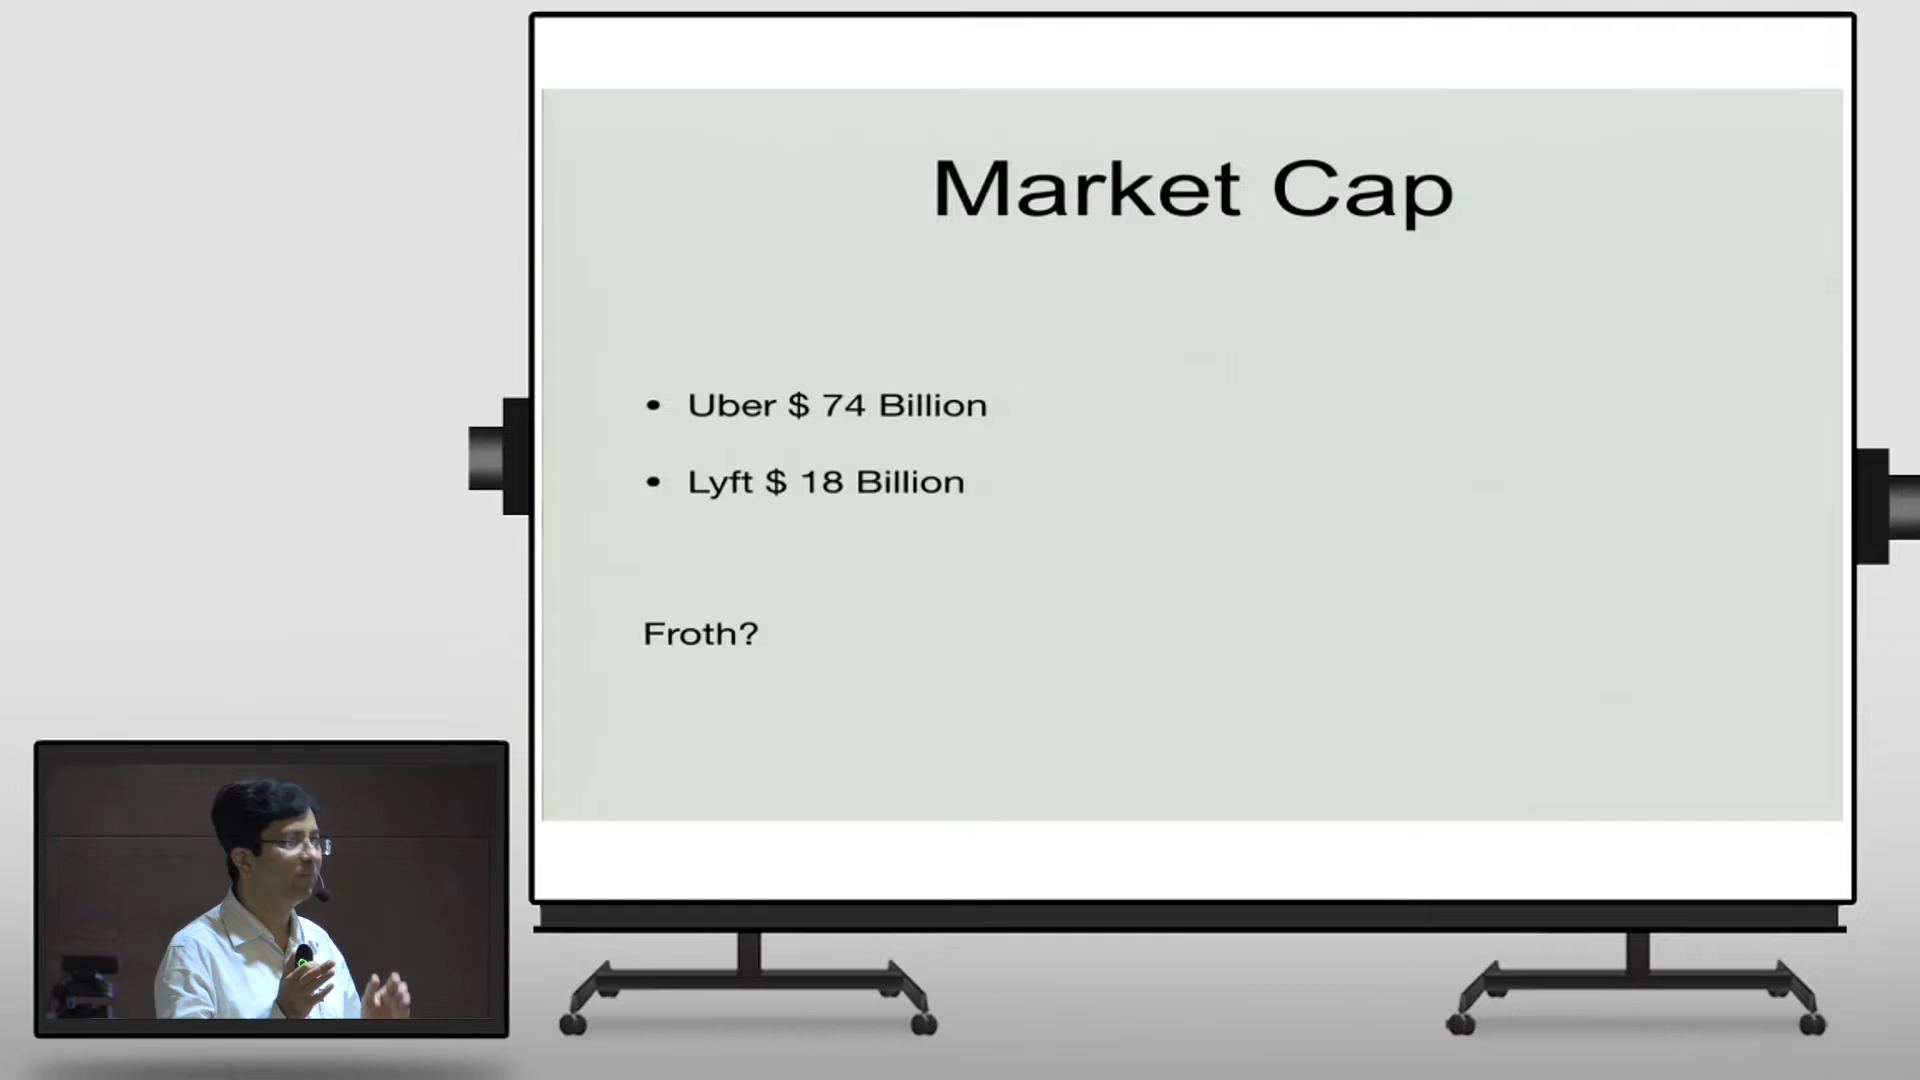 Market Cap
• Uber $ 74 Billion
• Lyft $ 18 Billion
Froth?